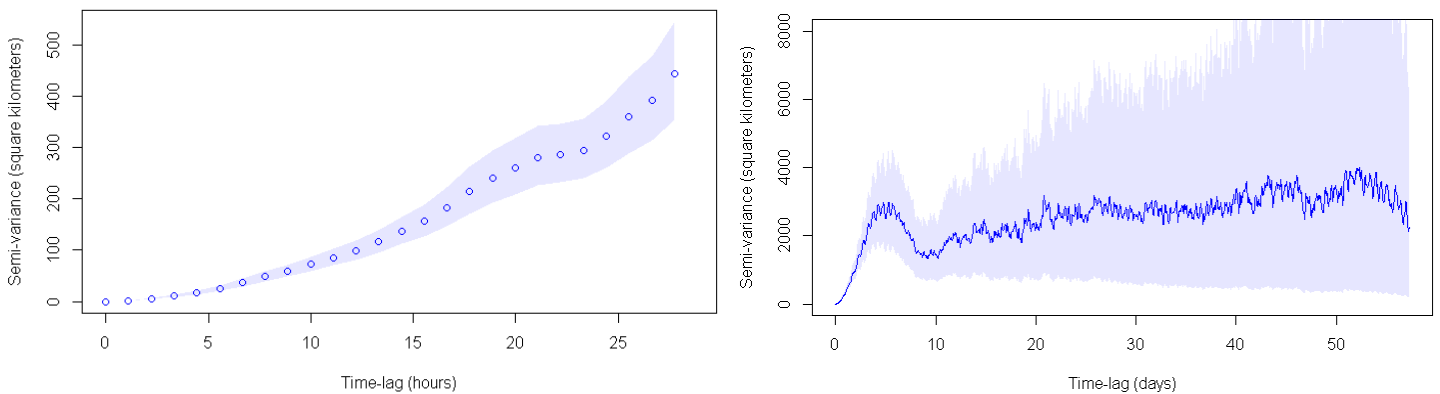 Semi-variance (square kilometers)
500
400
300
200
100
0
0 5 10 15 20 25
Time-lag (hours)
Semi-variance (square kilometers)
8000
6000
4000
2000
0
0 10 20 30 40 50
Time-lag (days)